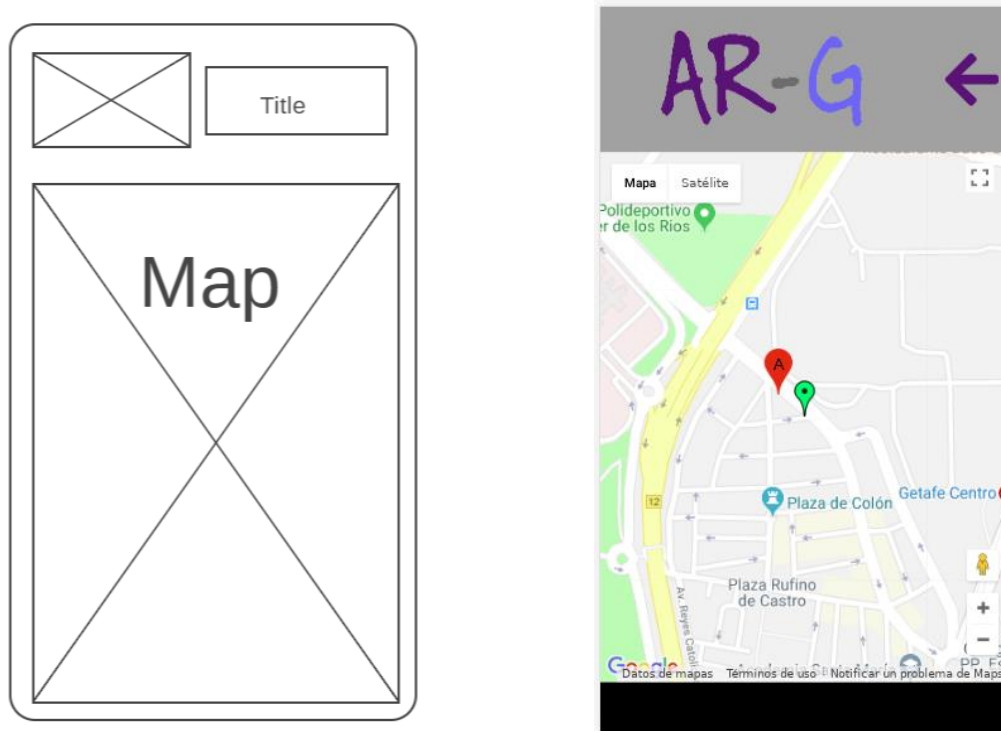 Title
Map
AR-G
Mapa
Satélite
Polideportivo
r de los Rios
12
Plaza de Colón
Getafe Centro
Plaza Rufino
de Castro
Av. Reyes Catoli
Google
Datos de mapas
Términos de uso
Notificar un problema de Maps
A